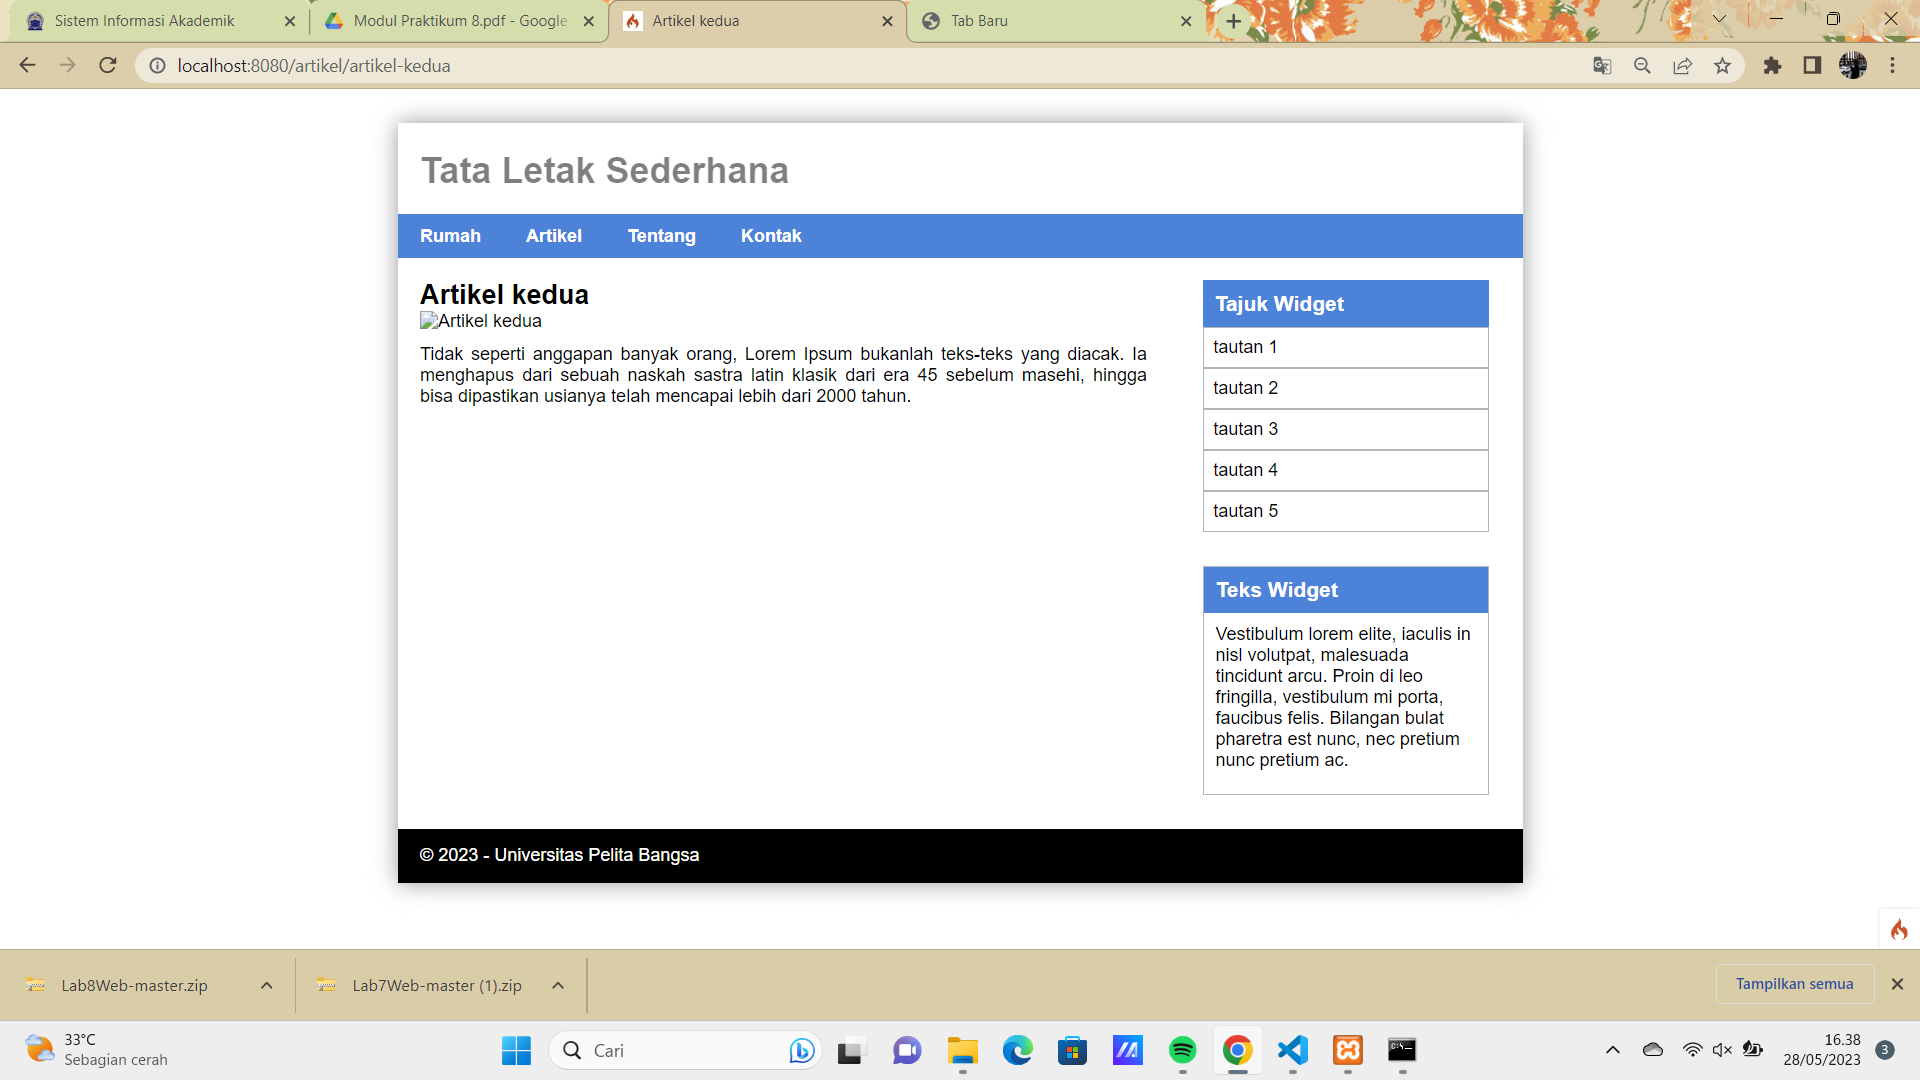 Sistem Informasi Akademik
Modul Praktikum 8.pdf - Google
Artikel kedua
Tab Baru
localhost:8080/artikel/artikel-kedua
Tata Letak Sederhana
Rumah Artikel Tentang Kontak
Artikel kedua
Artikel kedua
Tidak seperti anggapan banyak orang, Lorem Ipsum bukanlah teks-teks yang diacak. Ia
menghapus dari sebuah naskah sastra latin klasik dari era 45 sebelum masehi, hingga
bisa dipastikan usianya telah mencapai lebih dari 2000 tahun.
Tajuk Widget
tautan 1
tautan 2
tautan 3
tautan 4
tautan 5
Teks Widget
Vestibulum lorem elite, iaculis in
nisl volutpat, malesuada
tincidunt arcu. Proin di leo
fringilla, vestibulum mi porta,
faucibus felis. Bilangan bulat
pharetra est nunc, nec pretium
nunc pretium ac.
© 2023 - Universitas Pelita Bangsa
Lab8Web-master.zip
Lab7Web-master (1).zip
Tampilkan semua
33°C
Sebagian cerah
Cari
16.38
28/05/2023
3